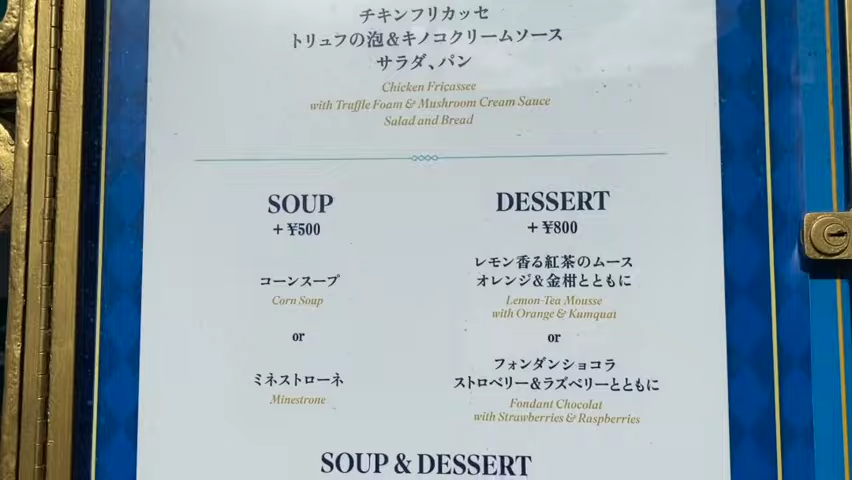 チキンフリカッセ
トリュフの泡&キノコクリームソース
サラダ、パン
Chicken Fricassee
with Truffle Foam & Mushroom Cream Sauce
Salad and Bread
SOUP
+ ¥500
コーンスープ
Corn Soup
or
ミネストローネ
Minestrone
DESSERT
+ ¥800
レモン香る紅茶のムース
オレンジ&金柑とともに
Lemon-Tea Mousse
with Orange & Kumquat
or
フォンダンショコラ
ストロベリー&ラズベリーとともに
Fondant Chocolat
with Strawberries & Raspberries
SOUP & DESSERT